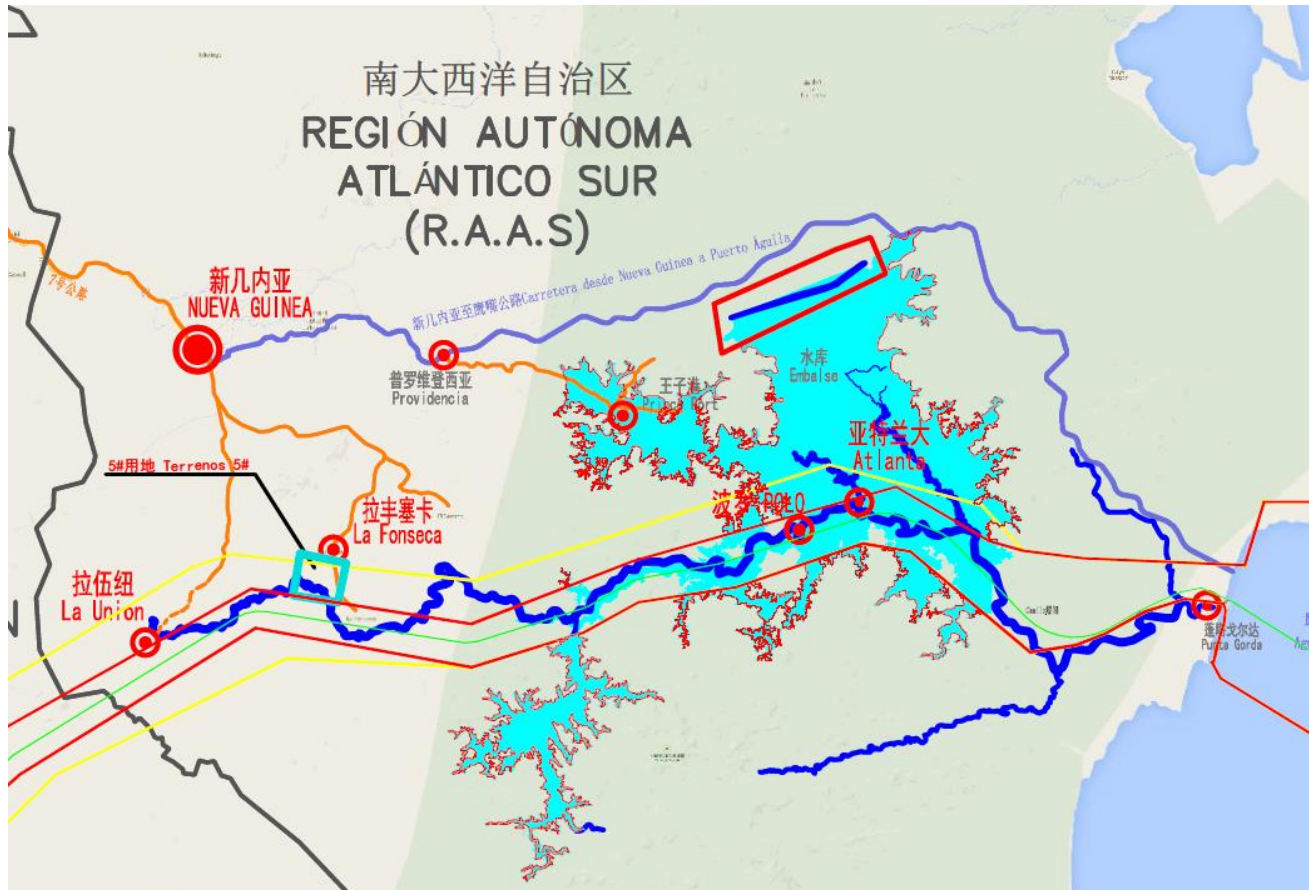 南大西洋自治区
REGIÓN AUTÓNOMA
ATLÁNTICO SUR
(R.A.A.S)
7号公路
新几内亚
NUEVA GUINEA
新几内亚至鹰嘴公路Carretera desde Nueva Guinea a Puerto Águila
普罗维登西亚
Providencia
王子港
水库
Embalse
亚特兰大
Atlanta
5#用地 Terrenos 5#
拉丰塞卡
La Fonseca
波罗 POLO
拉伍纽
La Union
蓬塔戈尔达
Punta Gorda